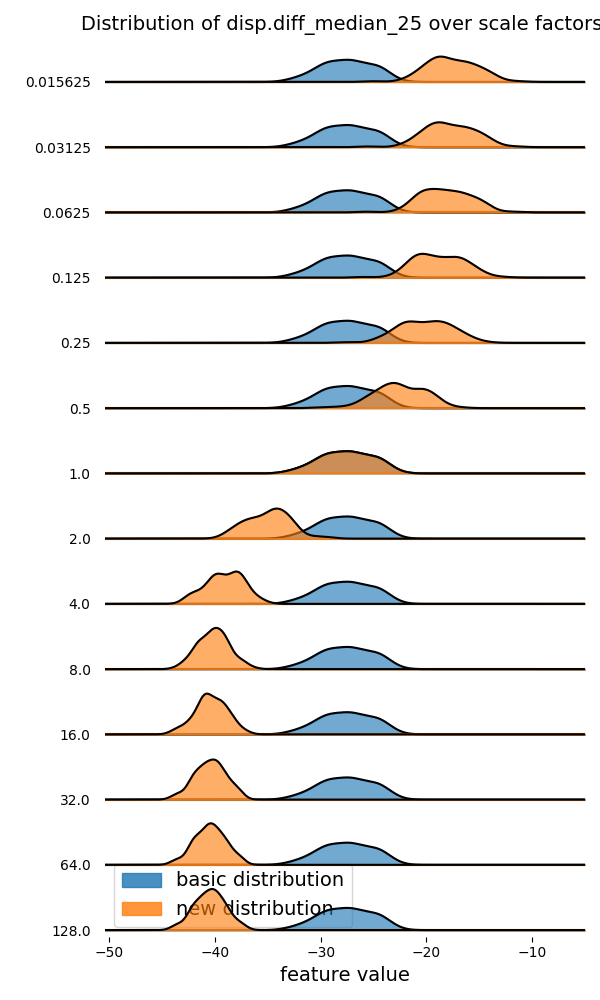 Distribution of disp.diff_median_25 over scale factors
0.015625
0.03125
0.0625
0.125
0.25
0.5
1.0
2.0
4.0
8.0
16.0
32.0
64.0
basic distribution
new distribution
128.0
−50 −40 −30 −20 −10
feature value